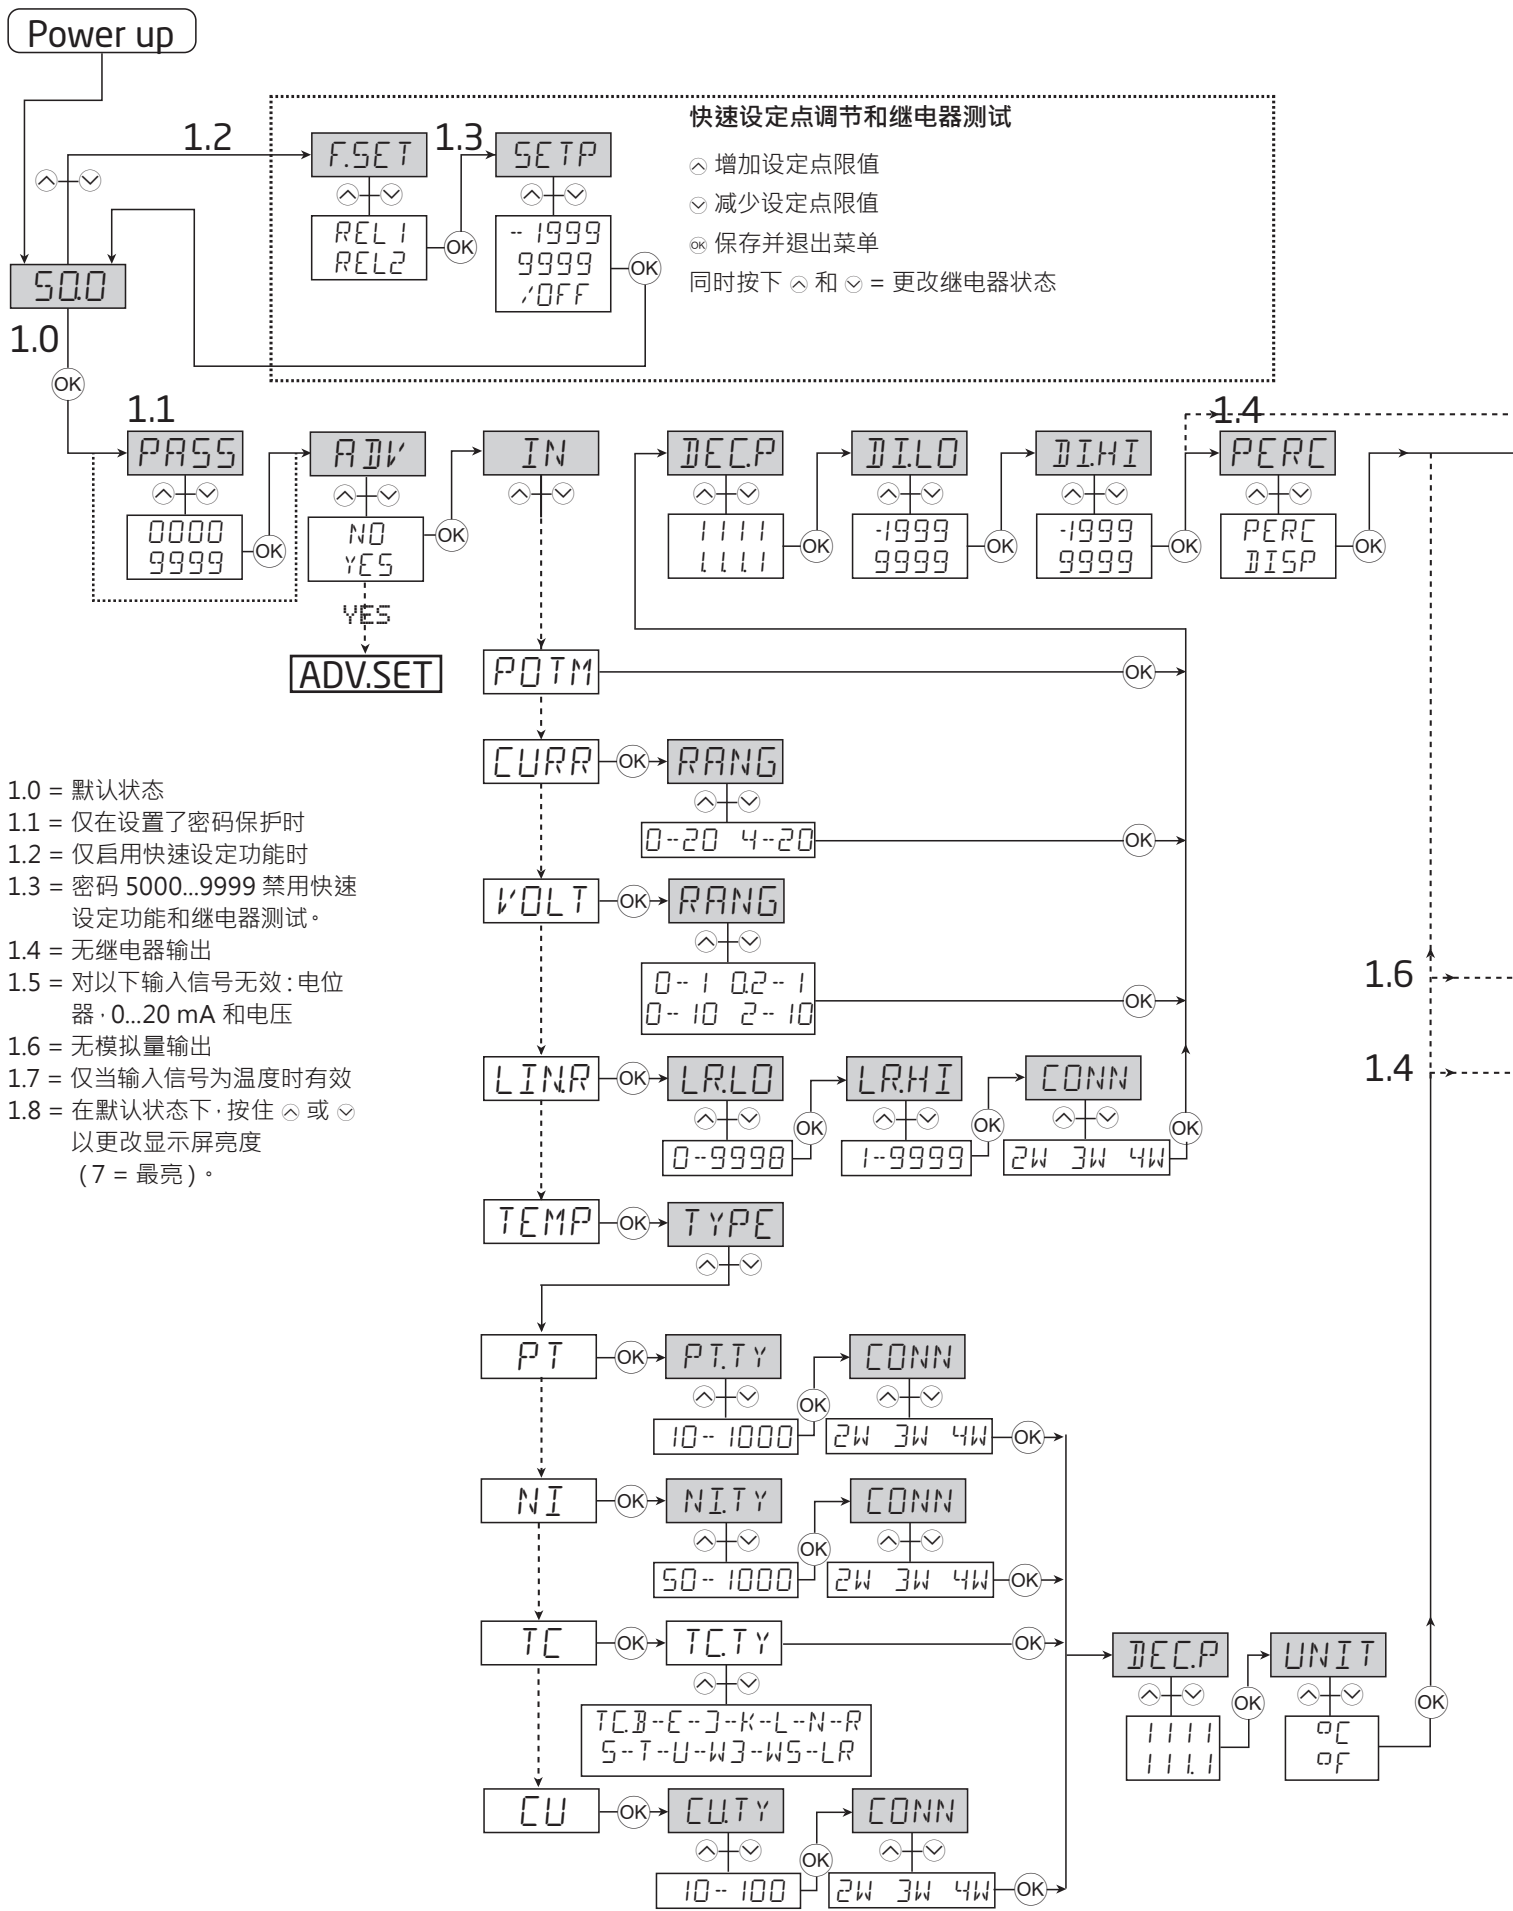 Power up
快速设定点调节和继电器测试
增加设定点限值
减少设定点限值
OK 保存并退出菜单
同时按下 和 = 更改继电器状态
1.2
F.SET
REL1
REL2
OK
1.3
SETP
-1999
9999
/OFF
OK
50.0
1.0
OK
1.1
PASS
0000
9999
OK
ADV
NO
YES
OK
YES
ADV.SET
IN
DEC.P
1111
1.1.1.1
OK
DI.LO
-1999
9999
OK
DI.HI
-1999
9999
OK
1.4
PERC
PERC
DISP
OK
POTM
OK
CURR
OK
RANG
0-20 4-20
OK
VOLT
OK
RANG
0-1 0.2-1
0-10 2-10
OK
LIN.R
OK
LR.LO
0-9998
OK
LR.HI
1-9999
OK
CONN
2W 3W 4W
OK
TEMP
OK
TYPE
1.0 = 默认状态
1.1 = 仅在设置了密码保护时
1.2 = 仅启用快速设定功能时
1.3 = 密码 5000...9999 禁用快速
设定功能和继电器测试。
1.4 = 无继电器输出
1.5 = 对以下输入信号无效：电位
器，0...20 mA 和电压
1.6 = 无模拟量输出
1.7 = 仅当输入信号为温度时有效
1.8 = 在默认状态下，按住 或
以更改显示屏亮度
(7 = 最亮)。
1.6
1.4
PT
OK
PT.TY
10-1000
OK
CONN
2W 3W 4W
OK
NI
OK
NI.TY
50-1000
OK
CONN
2W 3W 4W
OK
TC
OK
TC.TY
OK
TC.B-E-J-K-L-N-R
S-T-U-W3-W5-LR
CU
OK
CU.TY
10-100
OK
CONN
2W 3W 4W
OK
DEC.P
1111
111.1
OK
UNIT
°C
°F
OK